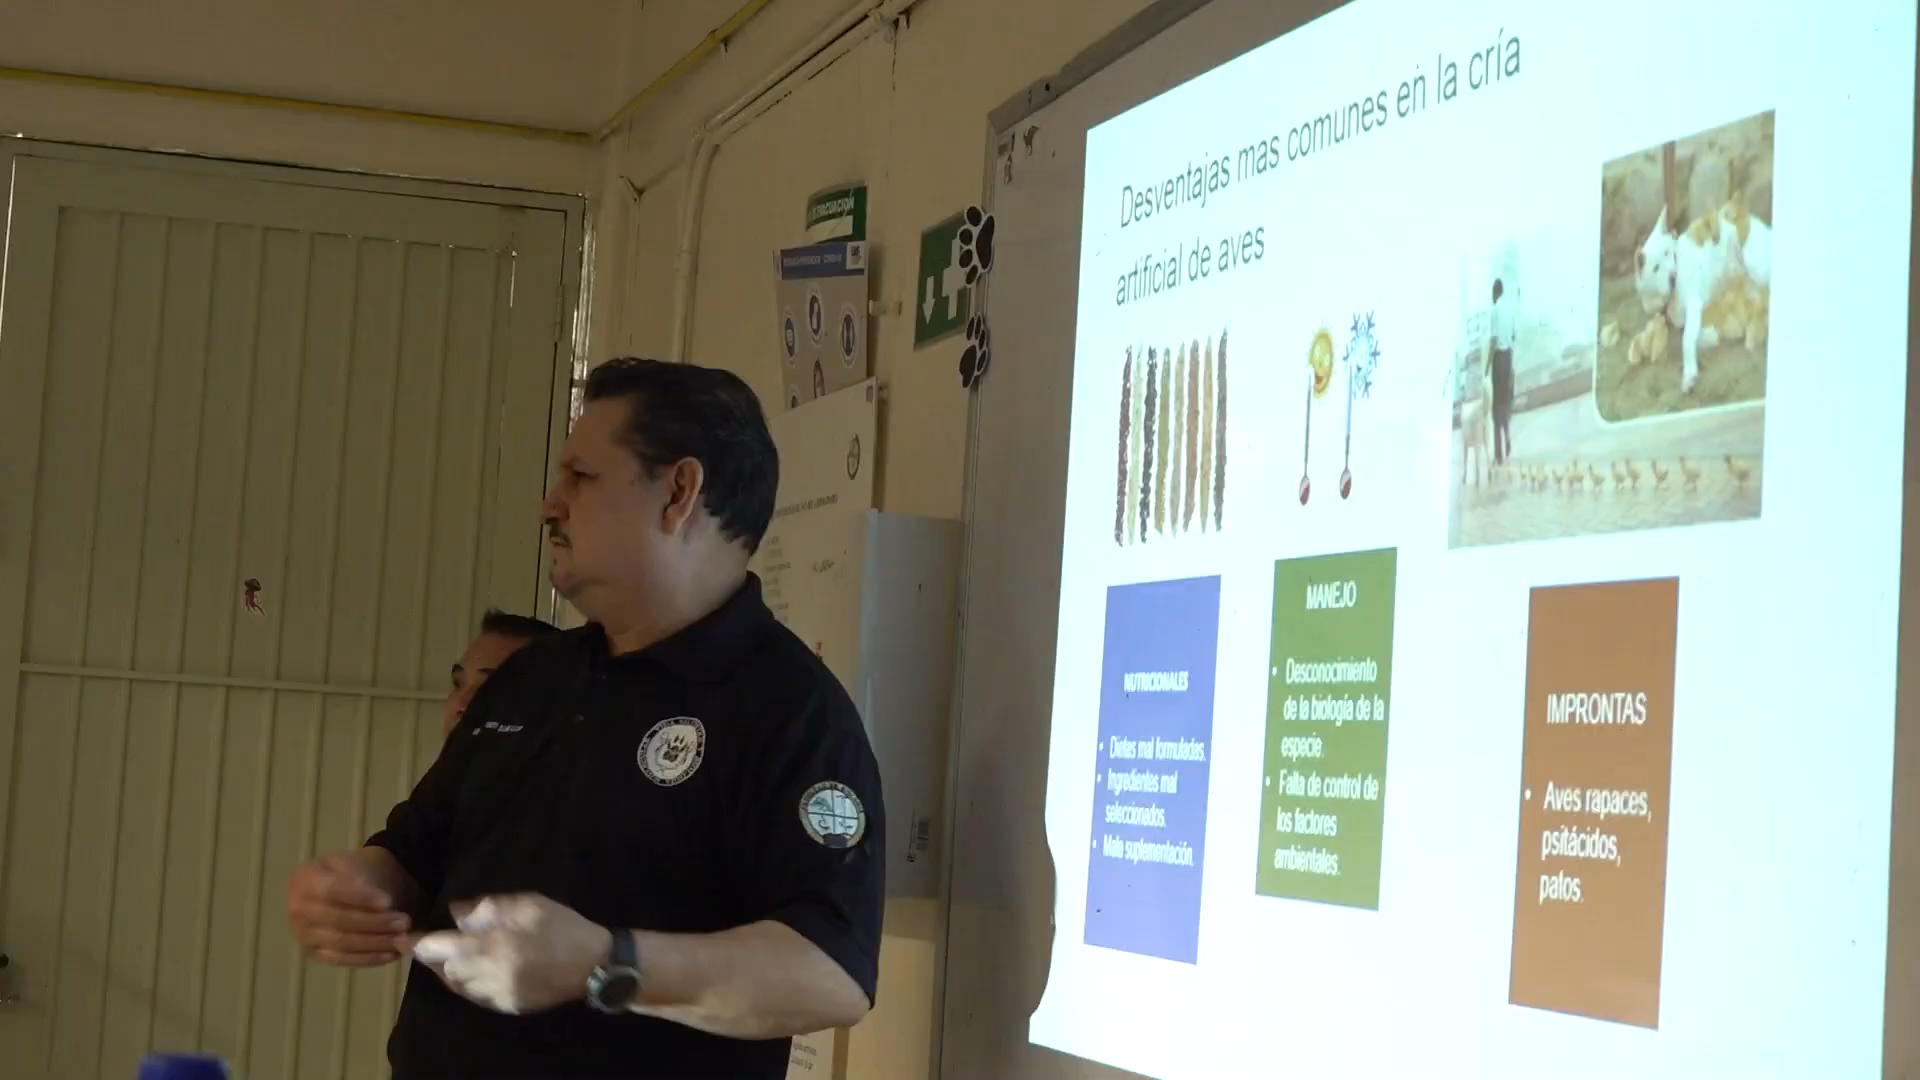 Desventajas mas comunes en la cría
artificial de aves
NUTRICIONALES
• Dietas mal formuladas.
• Ingredientes mal
seleccionados.
• Mala suplementación.
MANEJO
• Desconocimiento
de la biología de la
especie.
• Falta de control de
los factores
ambientales.
IMPRONTAS
• Aves rapaces,
psitácidos,
patos.
EVACUACIÓN